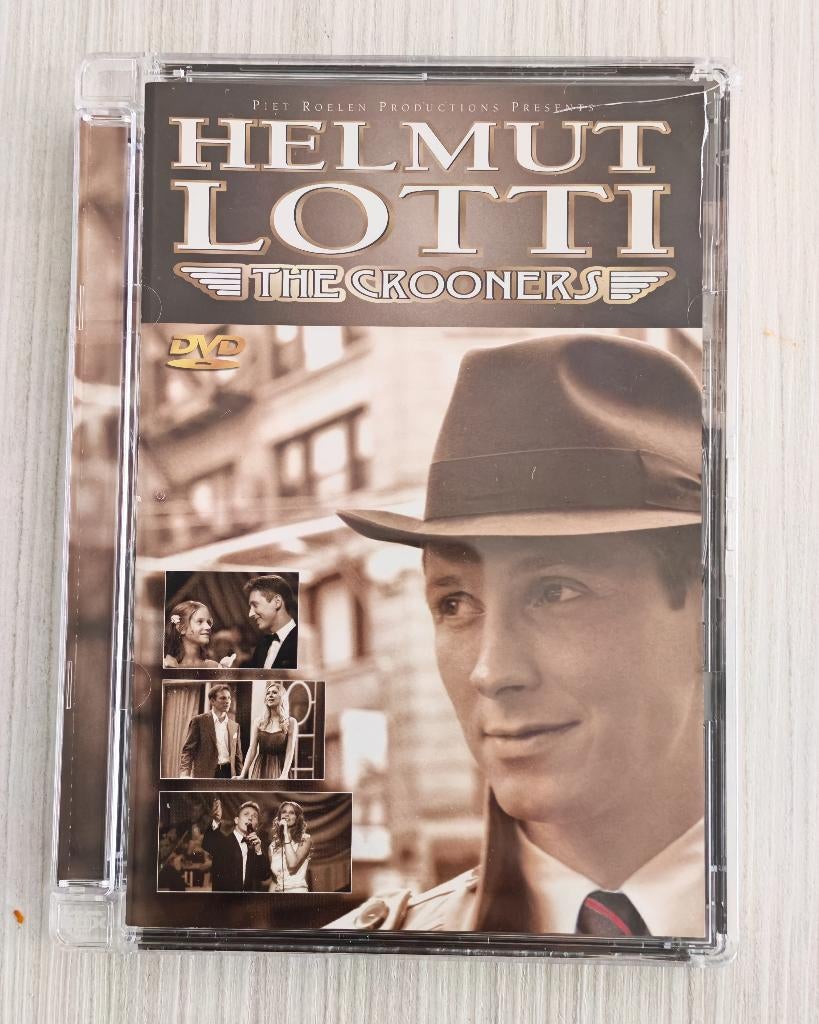 Piet Roelen Productions Presents
HELMUT
LOTTI
THE CROONERS
DVD